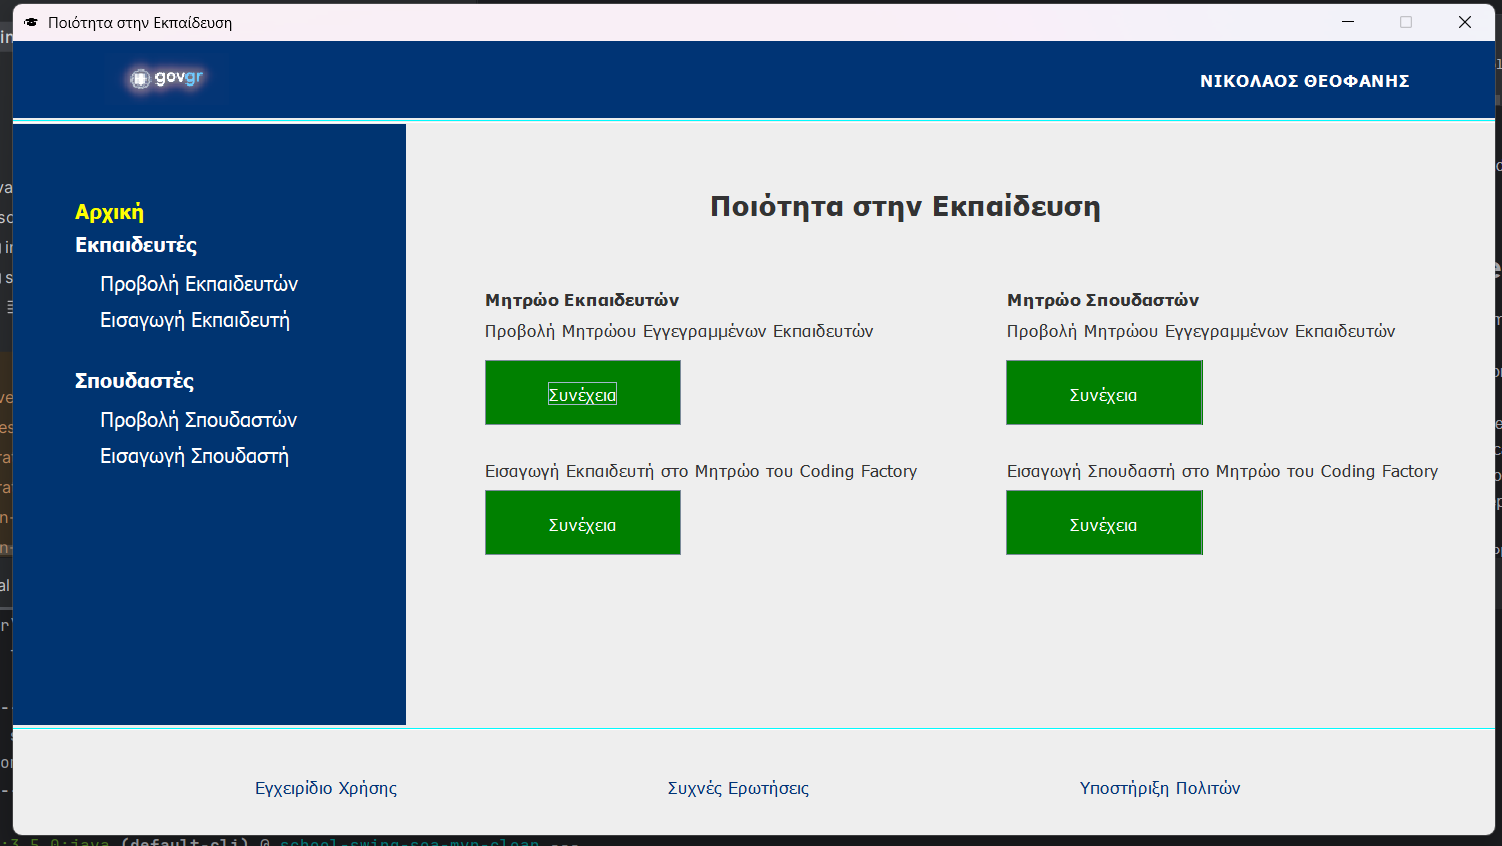 Ποιότητα στην Εκπαίδευση
govgr
ΝΙΚΟΛΑΟΣ ΘΕΟΦΑΝΗΣ
Αρχική
Εκπαιδευτές
Προβολή Εκπαιδευτών
Εισαγωγή Εκπαιδευτή
Σπουδαστές
Προβολή Σπουδαστών
Εισαγωγή Σπουδαστή
Ποιότητα στην Εκπαίδευση
Μητρώο Εκπαιδευτών
Προβολή Μητρώου Εγγεγραμμένων Εκπαιδευτών
Συνέχεια
Εισαγωγή Εκπαιδευτή στο Μητρώο του Coding Factory
Συνέχεια
Μητρώο Σπουδαστών
Προβολή Μητρώου Εγγεγραμμένων Εκπαιδευτών
Συνέχεια
Εισαγωγή Σπουδαστή στο Μητρώο του Coding Factory
Συνέχεια
Εγχειρίδιο Χρήσης
Συχνές Ερωτήσεις
Υποστήριξη Πολιτών